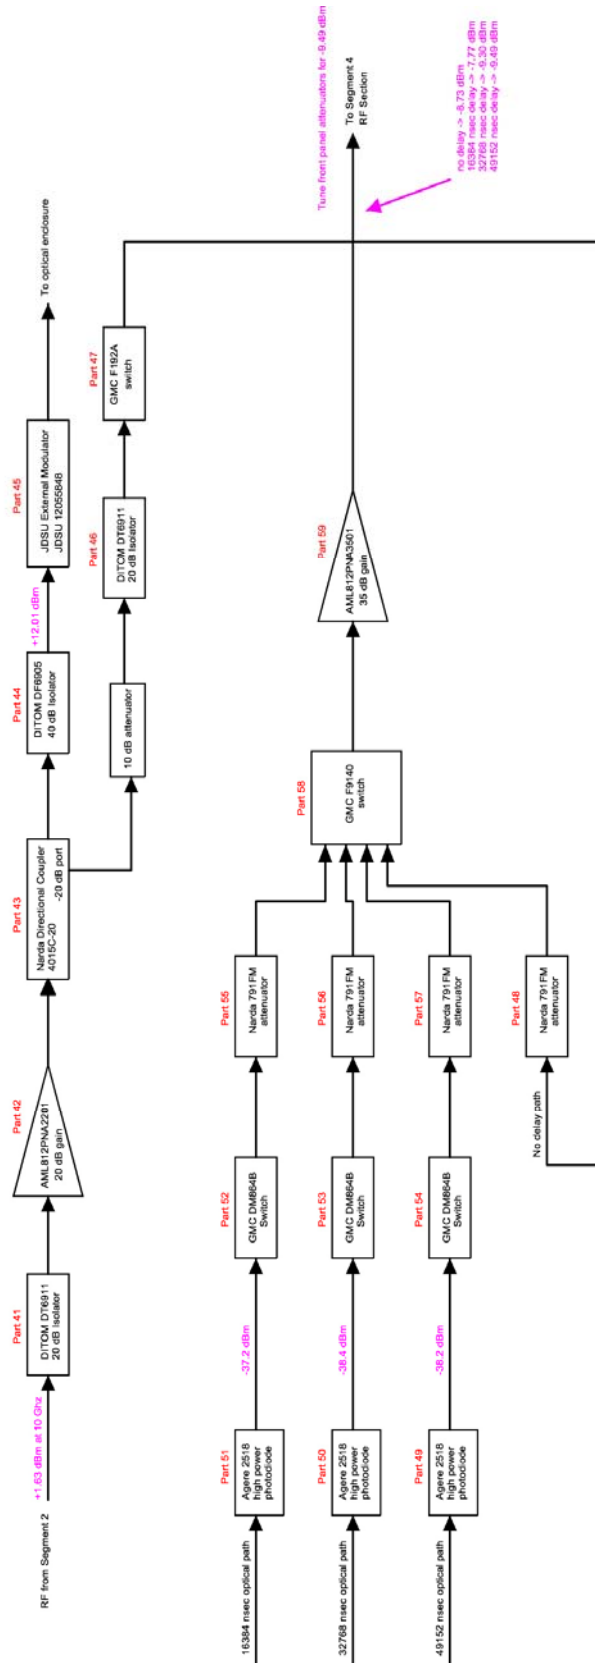 RF from Segment 2
+1.63 dBm at 10 Ghz
Part 41
DITOM DT6911
20 dB Isolator
Part 42
AML812PNA2201
20 dB gain
Part 43
Narda Directional Coupler
4015C-20
-20 dB port
Part 44
DITOM DF6905
40 dB Isolator
+12.01 dBm
Part 45
JDSU External Modulator
JDSU 12055848
To optical enclosure
10 dB attenuator
Part 46
DITOM DT6911
20 dB Isolator
Part 47
GMC F192A
switch
16384 nsec optical path
Part 51
Agere 2518
high power
photodiode
-37.2 dBm
Part 52
GMC DM864B
Switch
Part 55
Narda 791FM
attenuator
32768 nsec optical path
Part 50
Agere 2518
high power
photodiode
-38.4 dBm
Part 53
GMC DM864B
Switch
Part 56
Narda 791FM
attenuator
49152 nsec optical path
Part 49
Agere 2518
high power
photodiode
-38.2 dBm
Part 54
GMC DM864B
Switch
Part 57
Narda 791FM
attenuator
No delay path
Part 48
Narda 791FM
attenuator
Part 58
GMC F9140
switch
Part 59
AML812PNA3501
35 dB gain
Tune front panel attenuators for -9.49 dBm
To Segment 4
RF Section
no delay -> -8.73 dBm
16384 nsec delay -> -7.77 dBm
32768 nsec delay -> -9.30 dBm
49152 nsec delay -> -9.49 dBm